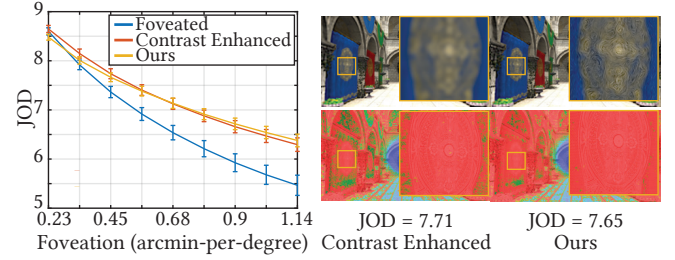 9
8
7
6
5
JOD
Foveated
Contrast Enhanced
Ours
0.23 0.45 0.68 0.9 1.14
Foveation (arcmin-per-degree)
JOD = 7.71
Contrast Enhanced
JOD = 7.65
Ours